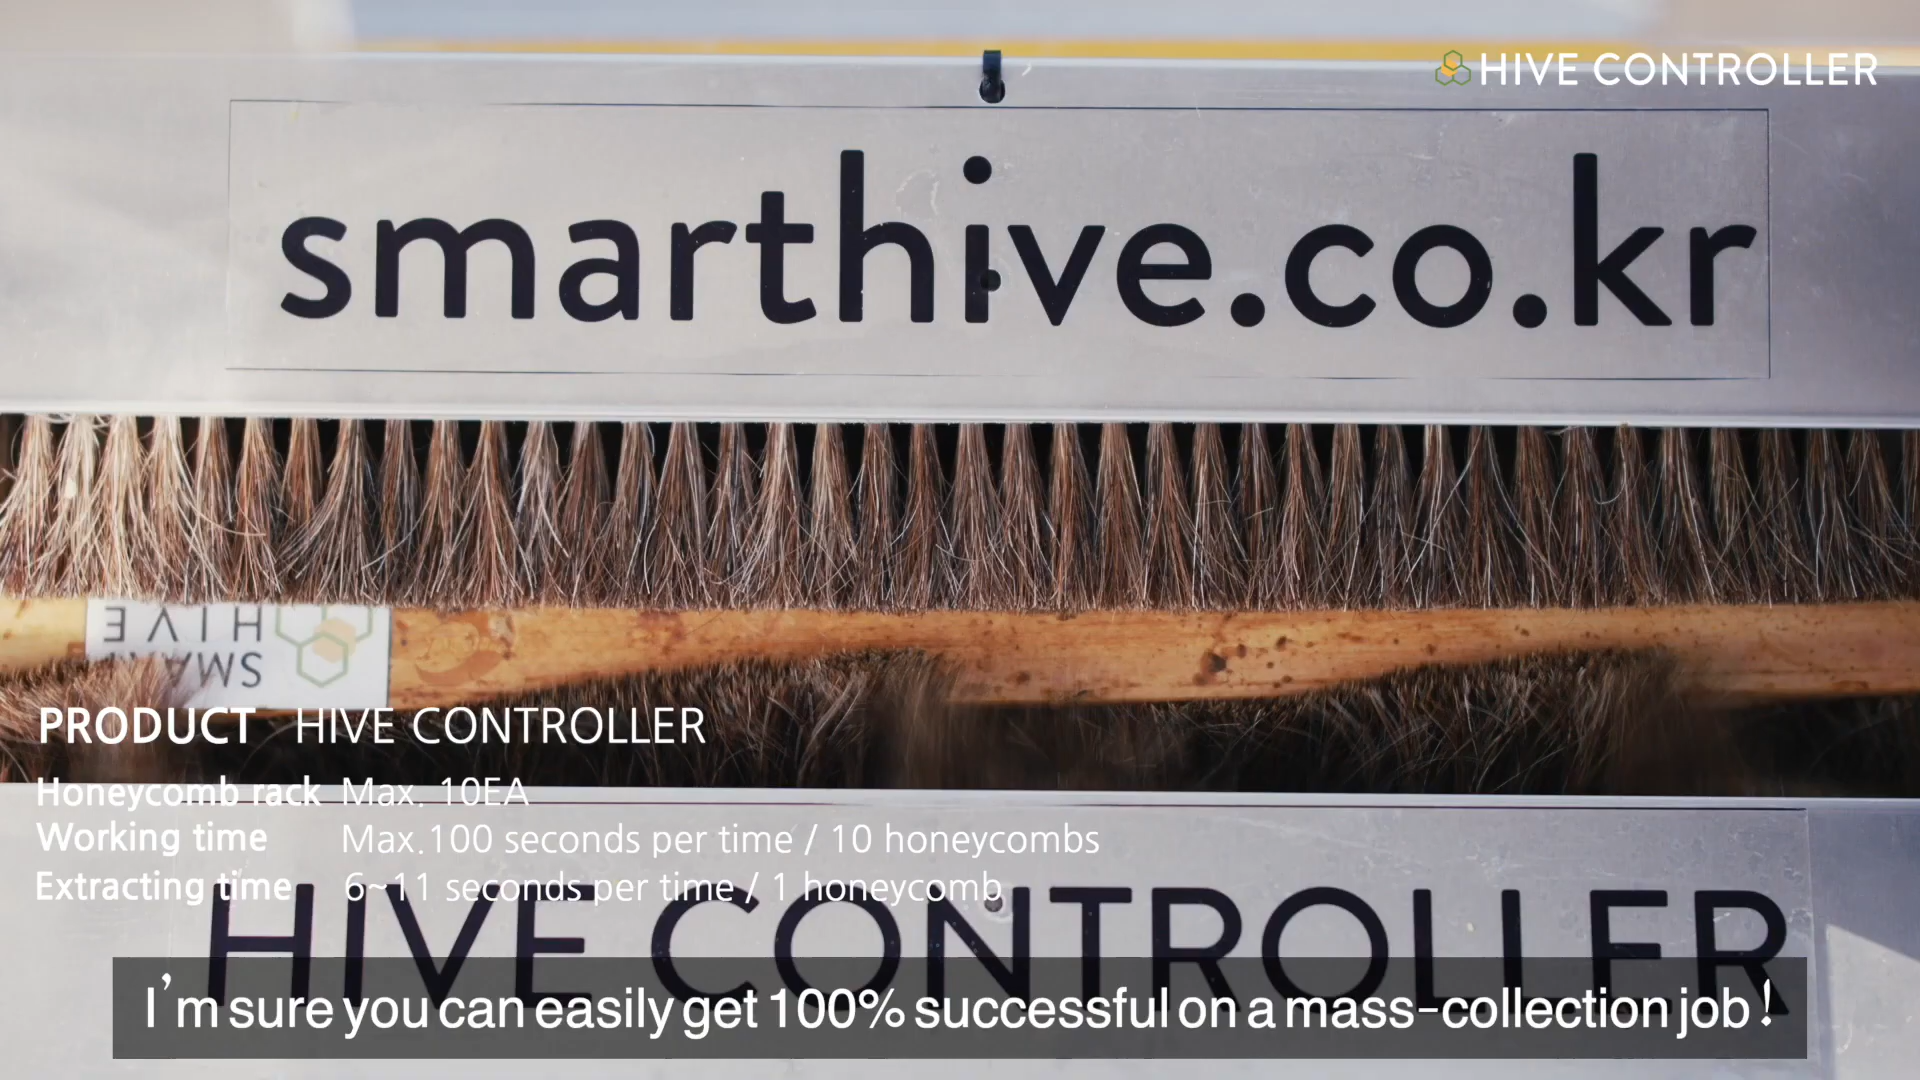 HIVE CONTROLLER
smarthive.co.kr
SMART
HIVE
PRODUCT HIVE CONTROLLER
Honeycomb rack Max. 10EA
Working time Max.100 seconds per time / 10 honeycombs
Extracting time 6~11 seconds per time / 1 honeycomb
HIVE CONTROLLER
I'm sure you can easily get 100% successful on a mass-collection job!